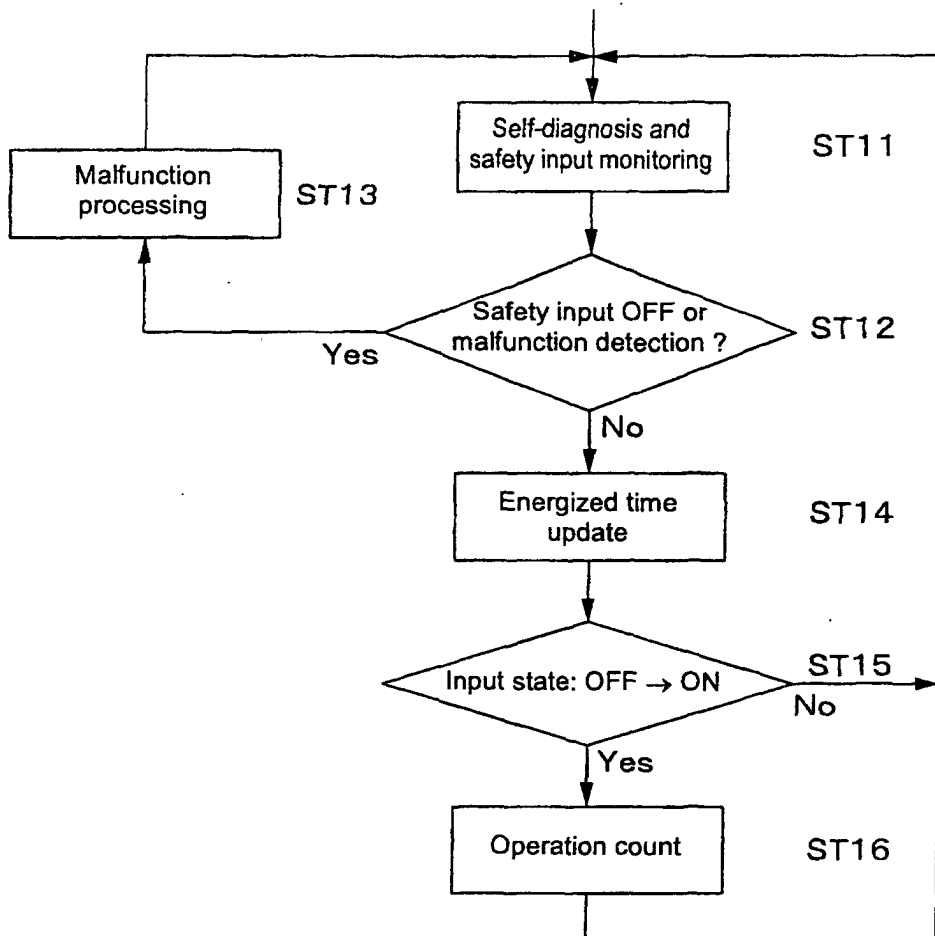 Self-diagnosis and
safety input monitoring
ST11
Malfunction
processing
ST13
Safety input OFF or
malfunction detection ?
ST12
Yes
No
Energized time
update
ST14
Input state: OFF → ON
ST15
No
Yes
Operation count
ST16